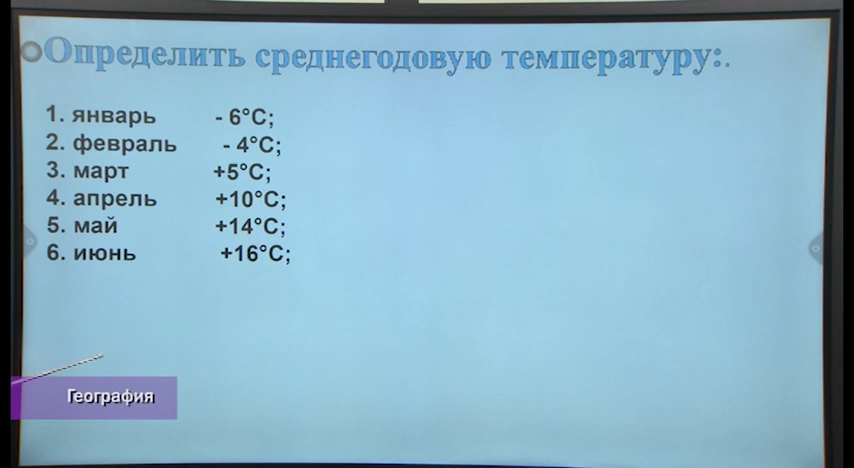 Определить среднегодовую температуру:.
1. январь - 6°С;
2. февраль - 4°С;
3. март +5°С;
4. апрель +10°С;
5. май +14°С;
6. июнь +16°С;
География